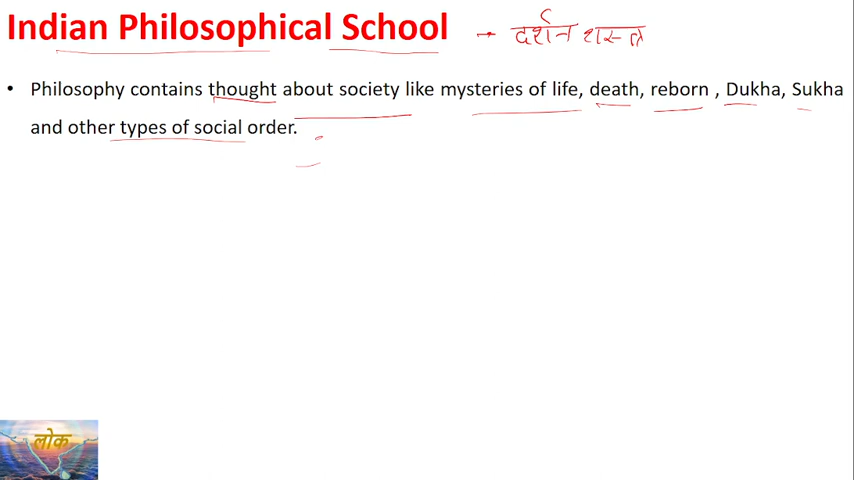 Indian Philosophical School → दर्शन शास्त्र
• Philosophy contains thought about society like mysteries of life, death, reborn , Dukha, Sukha
and other types of social order.
लोक